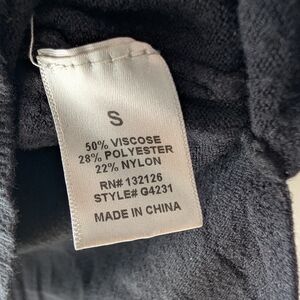 S
50% VISCOSE
28% POLYESTER
22% NYLON
RN# 132126
STYLE# G4231
MADE IN CHINA